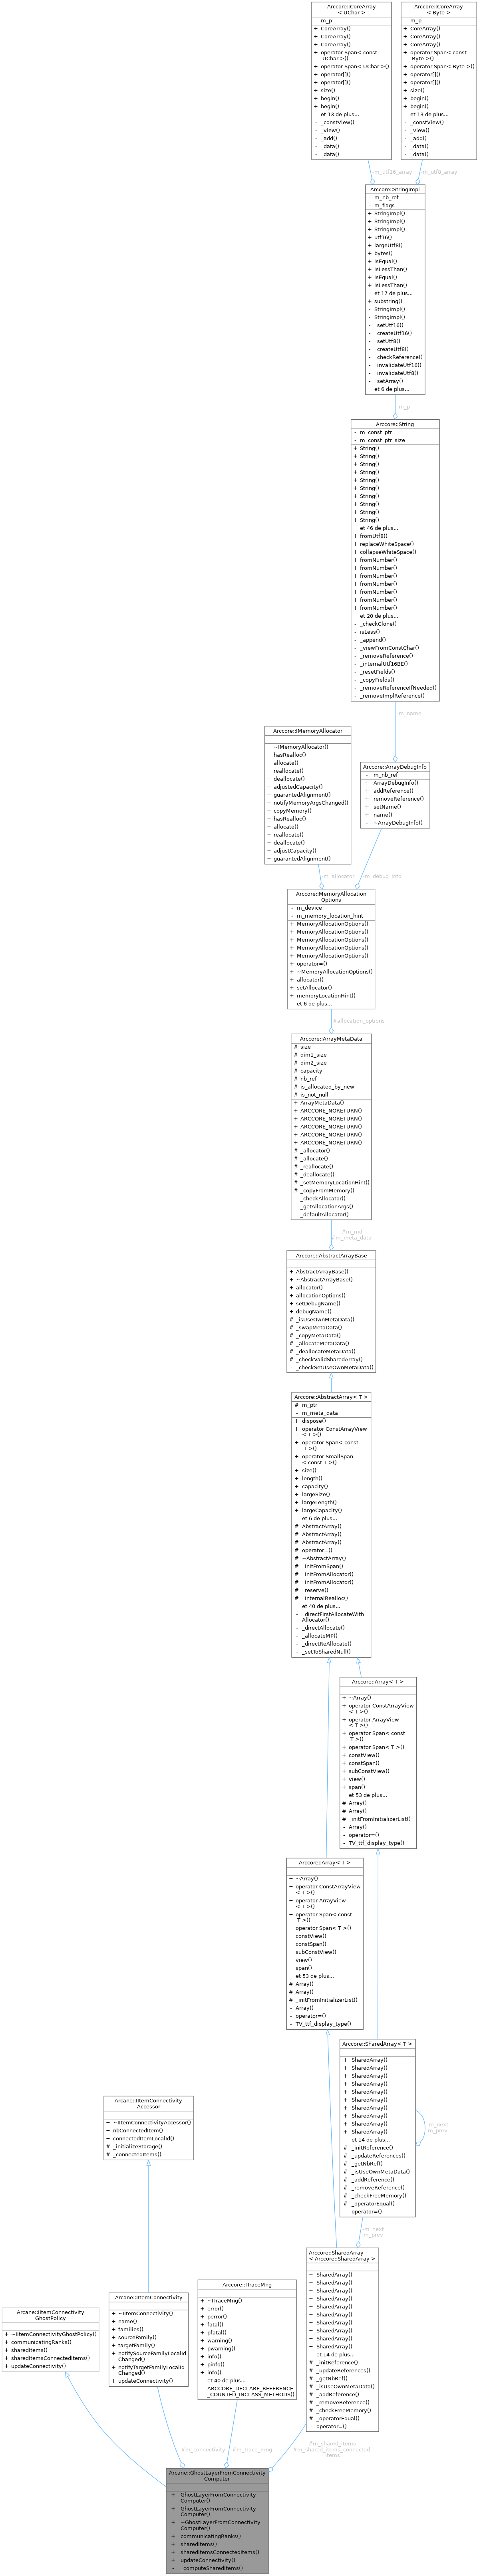 Arccore::CoreArray
< UChar >
- m_p
+ CoreArray()
+ CoreArray()
+ CoreArray()
+ operator Span< const
UChar >()
+ operator Span< UChar >()
+ operator[]()
+ operator[]()
+ size()
+ begin()
+ begin()
et 13 de plus...
- _constView()
- _view()
- _add()
- _data()
- _data()
Arccore::CoreArray
< Byte >
- m_p
+ CoreArray()
+ CoreArray()
+ CoreArray()
+ operator Span< const
Byte >()
+ operator Span< Byte >()
+ operator[]()
+ operator[]()
+ size()
+ begin()
+ begin()
et 13 de plus...
- _constView()
- _view()
- _add()
- _data()
- _data()
-m_utf16_array
-m_utf8_array
Arccore::StringImpl
- m_nb_ref
- m_flags
+ StringImpl()
+ StringImpl()
+ StringImpl()
+ utf16()
+ largeUtf8()
+ bytes()
+ isEqual()
+ isLessThan()
+ isEqual()
+ isLessThan()
et 17 de plus...
+ substring()
- StringImpl()
- StringImpl()
- _setUtf16()
- _createUtf16()
- _setUtf8()
- _createUtf8()
- _checkReference()
- _invalidateUtf16()
- _invalidateUtf8()
- _setArray()
et 6 de plus...
-m_p
Arccore::String
- m_const_ptr
- m_const_ptr_size
+ String()
+ String()
+ String()
+ String()
+ String()
+ String()
+ String()
+ String()
+ String()
+ String()
et 46 de plus...
+ fromUtf8()
+ replaceWhiteSpace()
+ collapseWhiteSpace()
+ fromNumber()
+ fromNumber()
+ fromNumber()
+ fromNumber()
+ fromNumber()
+ fromNumber()
+ fromNumber()
et 20 de plus...
- _checkClone()
- isLess()
- _append()
- _viewFromConstChar()
- _removeReference()
- _internalUtf16BE()
- _resetFields()
- _copyFields()
- _removeReferenceIfNeeded()
- _removeImplReference()
-m_name
Arccore::IMemoryAllocator
+ ~IMemoryAllocator()
+ hasRealloc()
+ allocate()
+ reallocate()
+ deallocate()
+ adjustedCapacity()
+ guarantedAlignment()
+ notifyMemoryArgsChanged()
+ copyMemory()
+ hasRealloc()
+ allocate()
+ reallocate()
+ deallocate()
+ adjustCapacity()
+ guarantedAlignment()
Arccore::ArrayDebugInfo
- m_nb_ref
+ ArrayDebugInfo()
+ addReference()
+ removeReference()
+ setName()
+ name()
- ~ArrayDebugInfo()
-m_allocator
-m_debug_info
Arccore::MemoryAllocation
Options
- m_device
- m_memory_location_hint
+ MemoryAllocationOptions()
+ MemoryAllocationOptions()
+ MemoryAllocationOptions()
+ MemoryAllocationOptions()
+ MemoryAllocationOptions()
+ operator=()
+ ~MemoryAllocationOptions()
+ allocator()
+ setAllocator()
+ memoryLocationHint()
et 6 de plus...
#allocation_options
Arccore::ArrayMetaData
# size
# dim1_size
# dim2_size
# capacity
# nb_ref
# is_allocated_by_new
# is_not_null
+ ArrayMetaData()
+ ARCCORE_NORETURN()
+ ARCCORE_NORETURN()
+ ARCCORE_NORETURN()
+ ARCCORE_NORETURN()
+ ARCCORE_NORETURN()
# _allocator()
# _allocate()
# _reallocate()
# _deallocate()
# _setMemoryLocationHint()
# _copyFromMemory()
- _checkAllocator()
- _getAllocationArgs()
- _defaultAllocator()
#m_md
#m_meta_data
Arccore::AbstractArrayBase
+ AbstractArrayBase()
+ ~AbstractArrayBase()
+ allocator()
+ allocationOptions()
+ setDebugName()
+ debugName()
# _isUseOwnMetaData()
# _swapMetaData()
# _copyMetaData()
# _allocateMetaData()
# _deallocateMetaData()
# _checkValidSharedArray()
- _checkSetUseOwnMetaData()
Arccore::AbstractArray< T >
# m_ptr
- m_meta_data
+ dispose()
+ operator ConstArrayView
< T >()
+ operator Span< const
T >()
+ operator SmallSpan
< const T >()
+ size()
+ length()
+ capacity()
+ largeSize()
+ largeLength()
+ largeCapacity()
et 6 de plus...
# AbstractArray()
# AbstractArray()
# AbstractArray()
# operator=()
# ~AbstractArray()
# _initFromSpan()
# _initFromAllocator()
# _initFromAllocator()
# _reserve()
# _internalRealloc()
et 40 de plus...
- _directFirstAllocateWith
Allocator()
- _directAllocate()
- _allocateMP()
- _directReAllocate()
- _setToSharedNull()
Arccore::Array< T >
+ ~Array()
+ operator ConstArrayView
< T >()
+ operator ArrayView
< T >()
+ operator Span< const
T >()
+ operator Span< T >()
+ constView()
+ constSpan()
+ subConstView()
+ view()
+ span()
et 53 de plus...
# Array()
# Array()
# _initFromInitializerList()
- Array()
- operator=()
- TV_ttf_display_type()
Arccore::Array< T >
+ ~Array()
+ operator ConstArrayView
< T >()
+ operator ArrayView
< T >()
+ operator Span< const
T >()
+ operator Span< T >()
+ constView()
+ constSpan()
+ subConstView()
+ view()
+ span()
et 53 de plus...
# Array()
# Array()
# _initFromInitializerList()
- Array()
- operator=()
- TV_ttf_display_type()
Arccore::SharedArray< T >
+ SharedArray()
+ SharedArray()
+ SharedArray()
+ SharedArray()
+ SharedArray()
+ SharedArray()
+ SharedArray()
+ SharedArray()
+ SharedArray()
+ SharedArray()
et 14 de plus...
# _initReference()
# _updateReferences()
# _getNbRef()
# _isUseOwnMetaData()
# _addReference()
# _removeReference()
# _checkFreeMemory()
# _operatorEqual()
- operator=()
-m_next
-m_prev
-m_next
-m_prev
Arcane::IItemConnectivity
Accessor
+ ~IItemConnectivityAccessor()
+ nbConnectedItem()
+ connectedItemLocalId()
# _initializeStorage()
# _connectedItems()
Arccore::SharedArray
< Arccore::SharedArray >
+ SharedArray()
+ SharedArray()
+ SharedArray()
+ SharedArray()
+ SharedArray()
+ SharedArray()
+ SharedArray()
+ SharedArray()
+ SharedArray()
+ SharedArray()
et 14 de plus...
# _initReference()
# _updateReferences()
# _getNbRef()
# _isUseOwnMetaData()
# _addReference()
# _removeReference()
# _checkFreeMemory()
# _operatorEqual()
- operator=()
Arccore::ITraceMng
+ ~ITraceMng()
+ error()
+ perror()
+ fatal()
+ pfatal()
+ warning()
+ pwarning()
+ info()
+ pinfo()
+ info()
et 40 de plus...
- ARCCORE_DECLARE_REFERENCE
_COUNTED_INCLASS_METHODS()
Arcane::IItemConnectivity
+ ~IItemConnectivity()
+ name()
+ families()
+ sourceFamily()
+ targetFamily()
+ notifySourceFamilyLocalId
Changed()
+ notifyTargetFamilyLocalId
Changed()
+ updateConnectivity()
Arcane::IItemConnectivity
GhostPolicy
+ ~IItemConnectivityGhostPolicy()
+ communicatingRanks()
+ sharedItems()
+ sharedItemsConnectedItems()
+ updateConnectivity()
#m_connectivity
#m_trace_mng
#m_shared_items
#m_shared_items_connected
_items
Arcane::GhostLayerFromConnectivity
Computer
+ GhostLayerFromConnectivity
Computer()
+ GhostLayerFromConnectivity
Computer()
+ ~GhostLayerFromConnectivity
Computer()
+ communicatingRanks()
+ sharedItems()
+ sharedItemsConnectedItems()
+ updateConnectivity()
- _computeSharedItems()